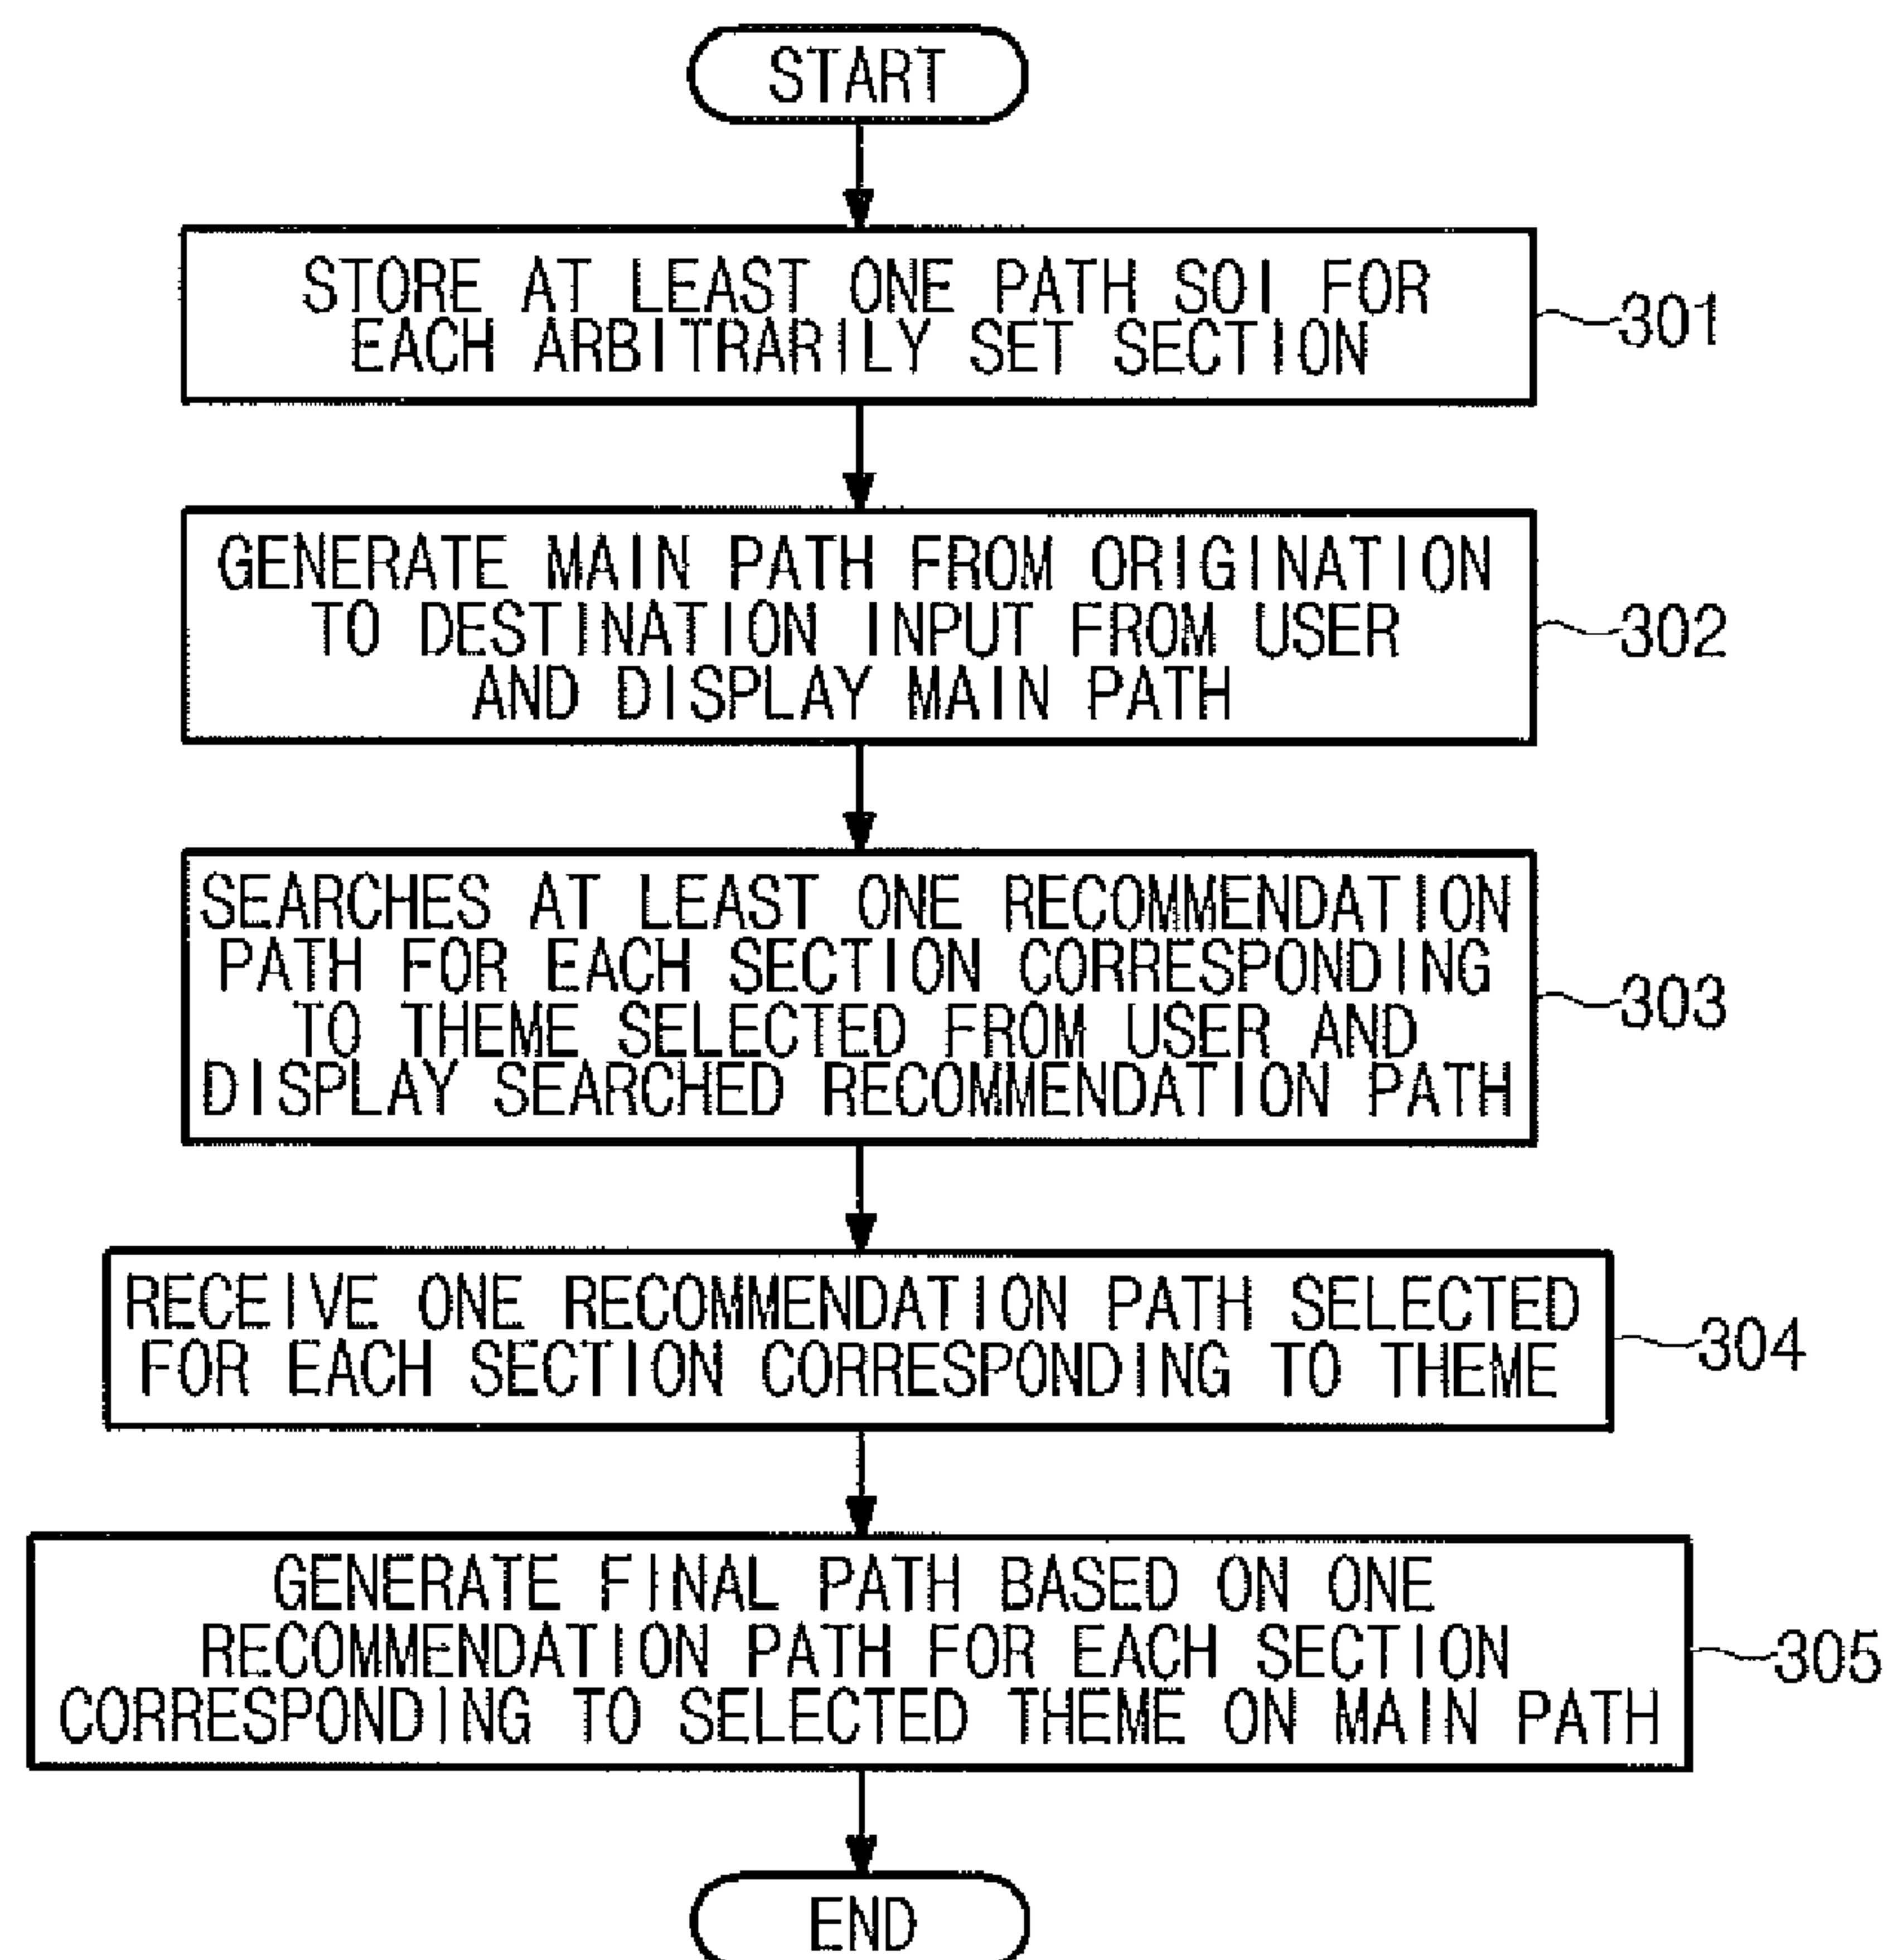 START
STORE AT LEAST ONE PATH SOI FOR
EACH ARBITRARILY SET SECTION
301
GENERATE MAIN PATH FROM ORIGINATION
TO DESTINATION INPUT FROM USER
AND DISPLAY MAIN PATH
302
SEARCHES AT LEAST ONE RECOMMENDATION
PATH FOR EACH SECTION CORRESPONDING
TO THEME SELECTED FROM USER AND
DISPLAY SEARCHED RECOMMENDATION PATH
303
RECEIVE ONE RECOMMENDATION PATH SELECTED
FOR EACH SECTION CORRESPONDING TO THEME
304
GENERATE FINAL PATH BASED ON ONE
RECOMMENDATION PATH FOR EACH SECTION
CORRESPONDING TO SELECTED THEME ON MAIN PATH
305
END